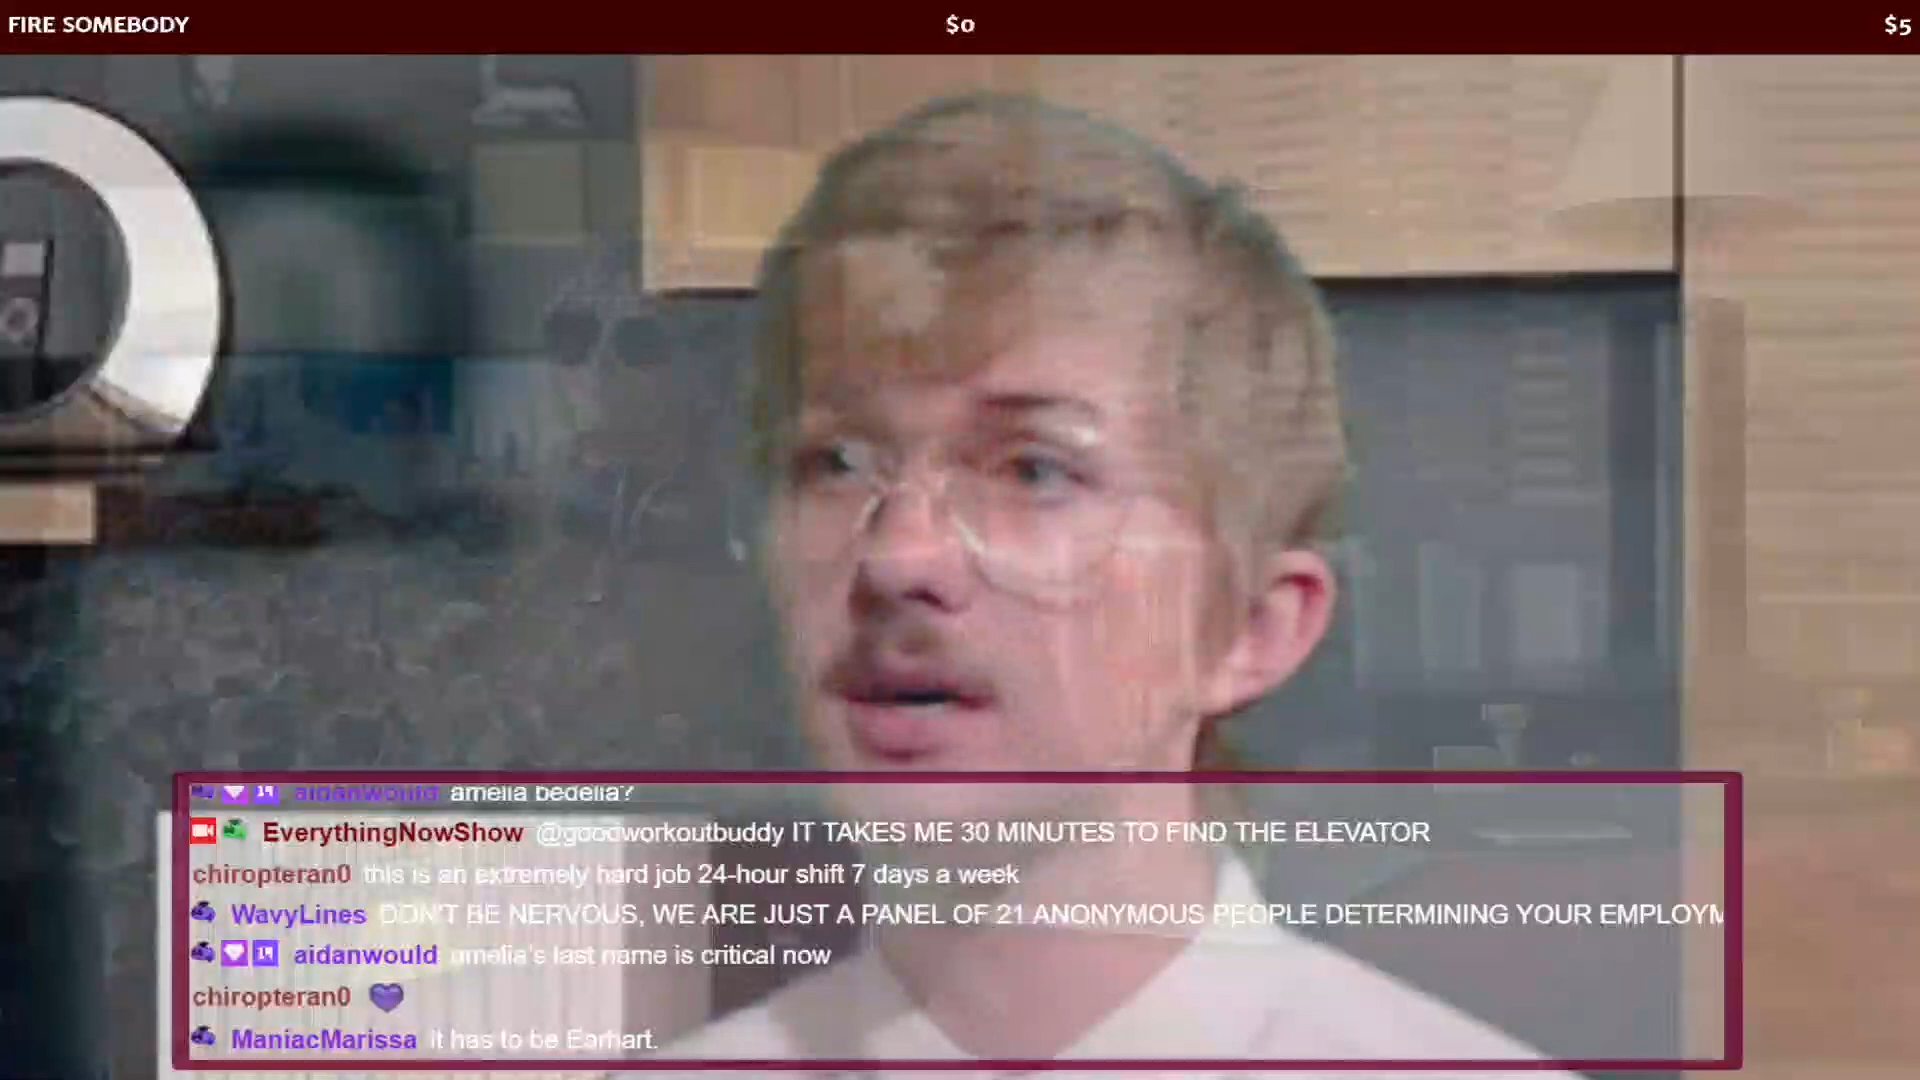 FIRE SOMEBODY $0 $5
14 aidanwould amelia bedelia?
EverythingNowShow @goodworkoutbuddy IT TAKES ME 30 MINUTES TO FIND THE ELEVATOR
chiropteran0 this is an extremely hard job 24-hour shift 7 days a week
WavyLines DON'T BE NERVOUS, WE ARE JUST A PANEL OF 21 ANONYMOUS PEOPLE DETERMINING YOUR EMPLOYM
14 aidanwould amelia's last name is critical now
chiropteran0 💜
ManiacMarissa it has to be Earhart.